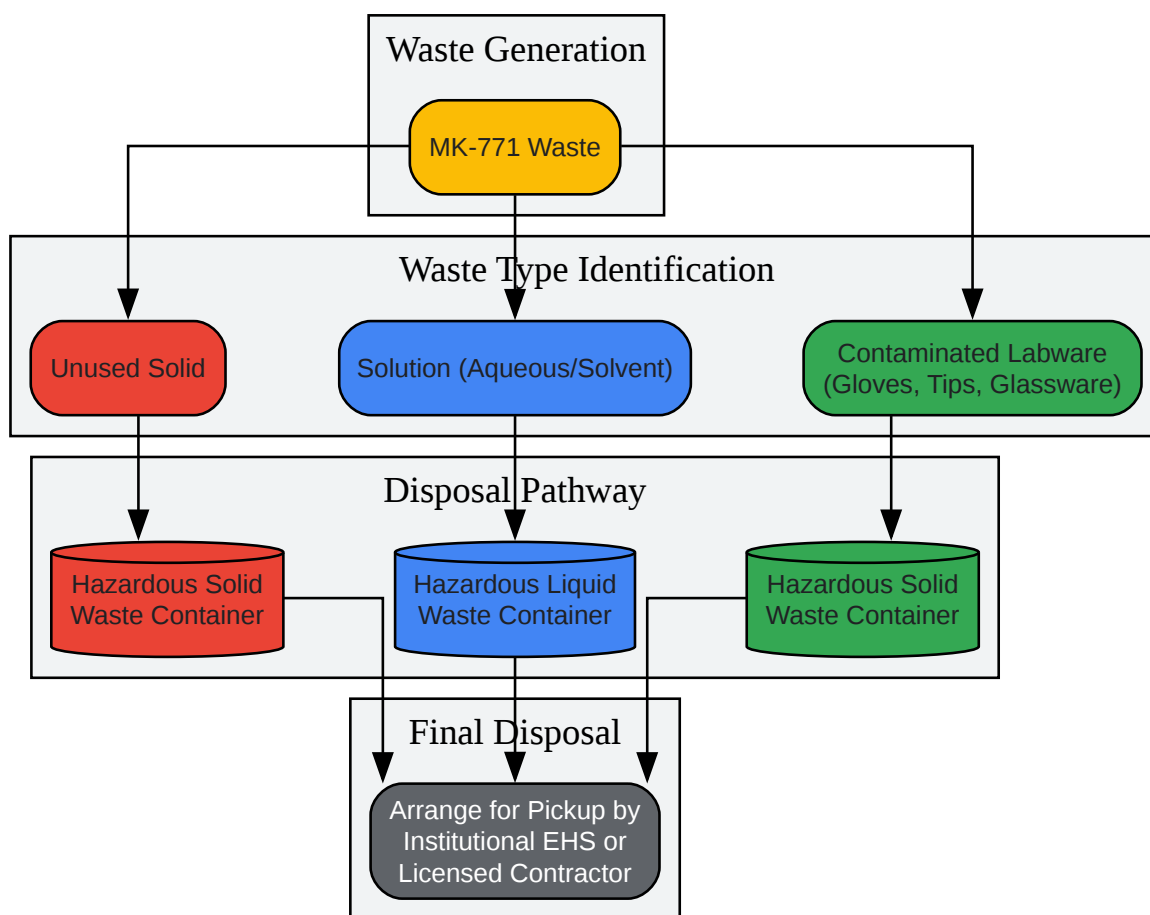 Waste Generation
MK-771 Waste
Waste Type Identification
Unused Solid
Solution (Aqueous/Solvent)
Contaminated Labware
(Gloves, Tips, Glassware)
Disposal Pathway
Hazardous Solid
Waste Container
Hazardous Liquid
Waste Container
Hazardous Solid
Waste Container
Final Disposal
Arrange for Pickup by
Institutional EHS or
Licensed Contractor